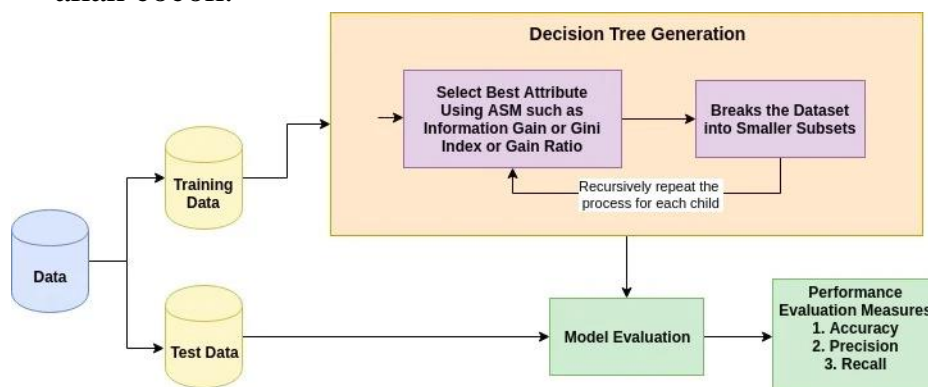 Decision Tree Generation
Select Best Attribute
Using ASM such as
Information Gain or Gini
Index or Gain Ratio
Breaks the Dataset
into Smaller Subsets
Recursively repeat the
process for each child
Training
Data
Data
Test Data
Model Evaluation
Performance
Evaluation Measures
1. Accuracy
2. Precision
3. Recall